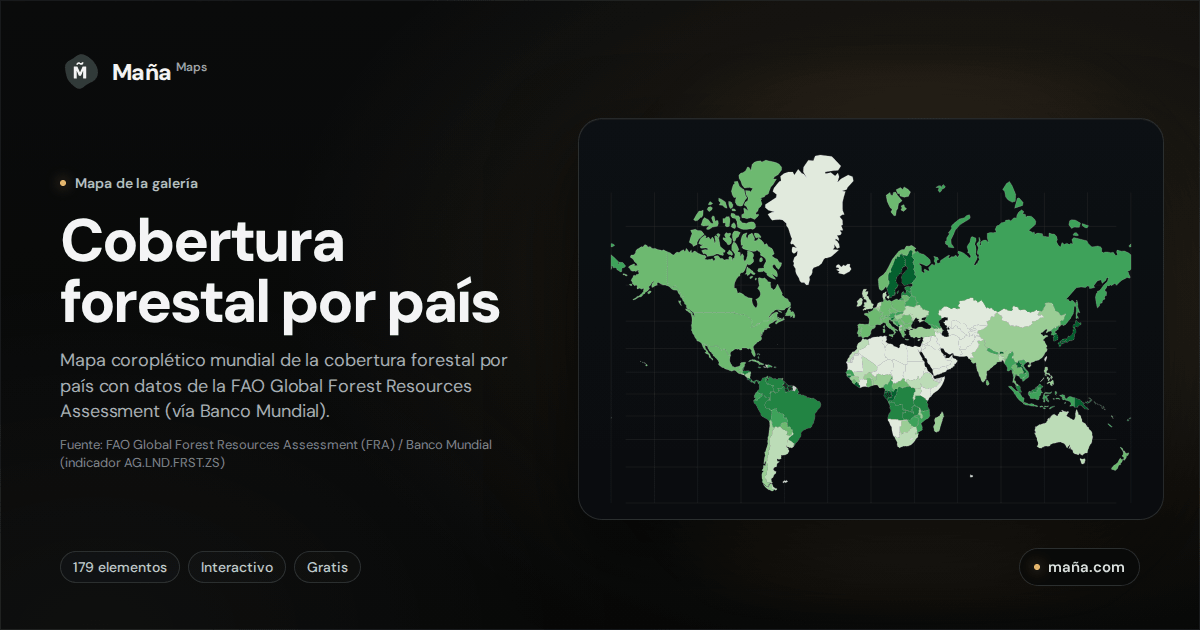 M̃
Maña Maps
Mapa de la galería
Cobertura
forestal por país
Mapa coroplético mundial de la cobertura forestal por
país con datos de la FAO Global Forest Resources
Assessment (vía Banco Mundial).
Fuente: FAO Global Forest Resources Assessment (FRA) / Banco Mundial
(indicador AG.LND.FRST.ZS)
179 elementos
Interactivo
Gratis
maña.com